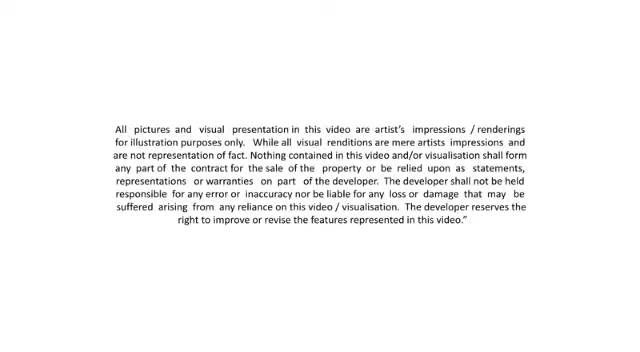 All pictures and visual presentation in this video are artist's impressions / renderings
for illustration purposes only. While all visual renditions are mere artists impressions and
are not representation of fact. Nothing contained in this video and/or visualisation shall form
any part of the contract for the sale of the property or be relied upon as statements,
representations or warranties on part of the developer. The developer shall not be held
responsible for any error or inaccuracy nor be liable for any loss or damage that may be
suffered arising from any reliance on this video / visualisation. The developer reserves the
right to improve or revise the features represented in this video.”